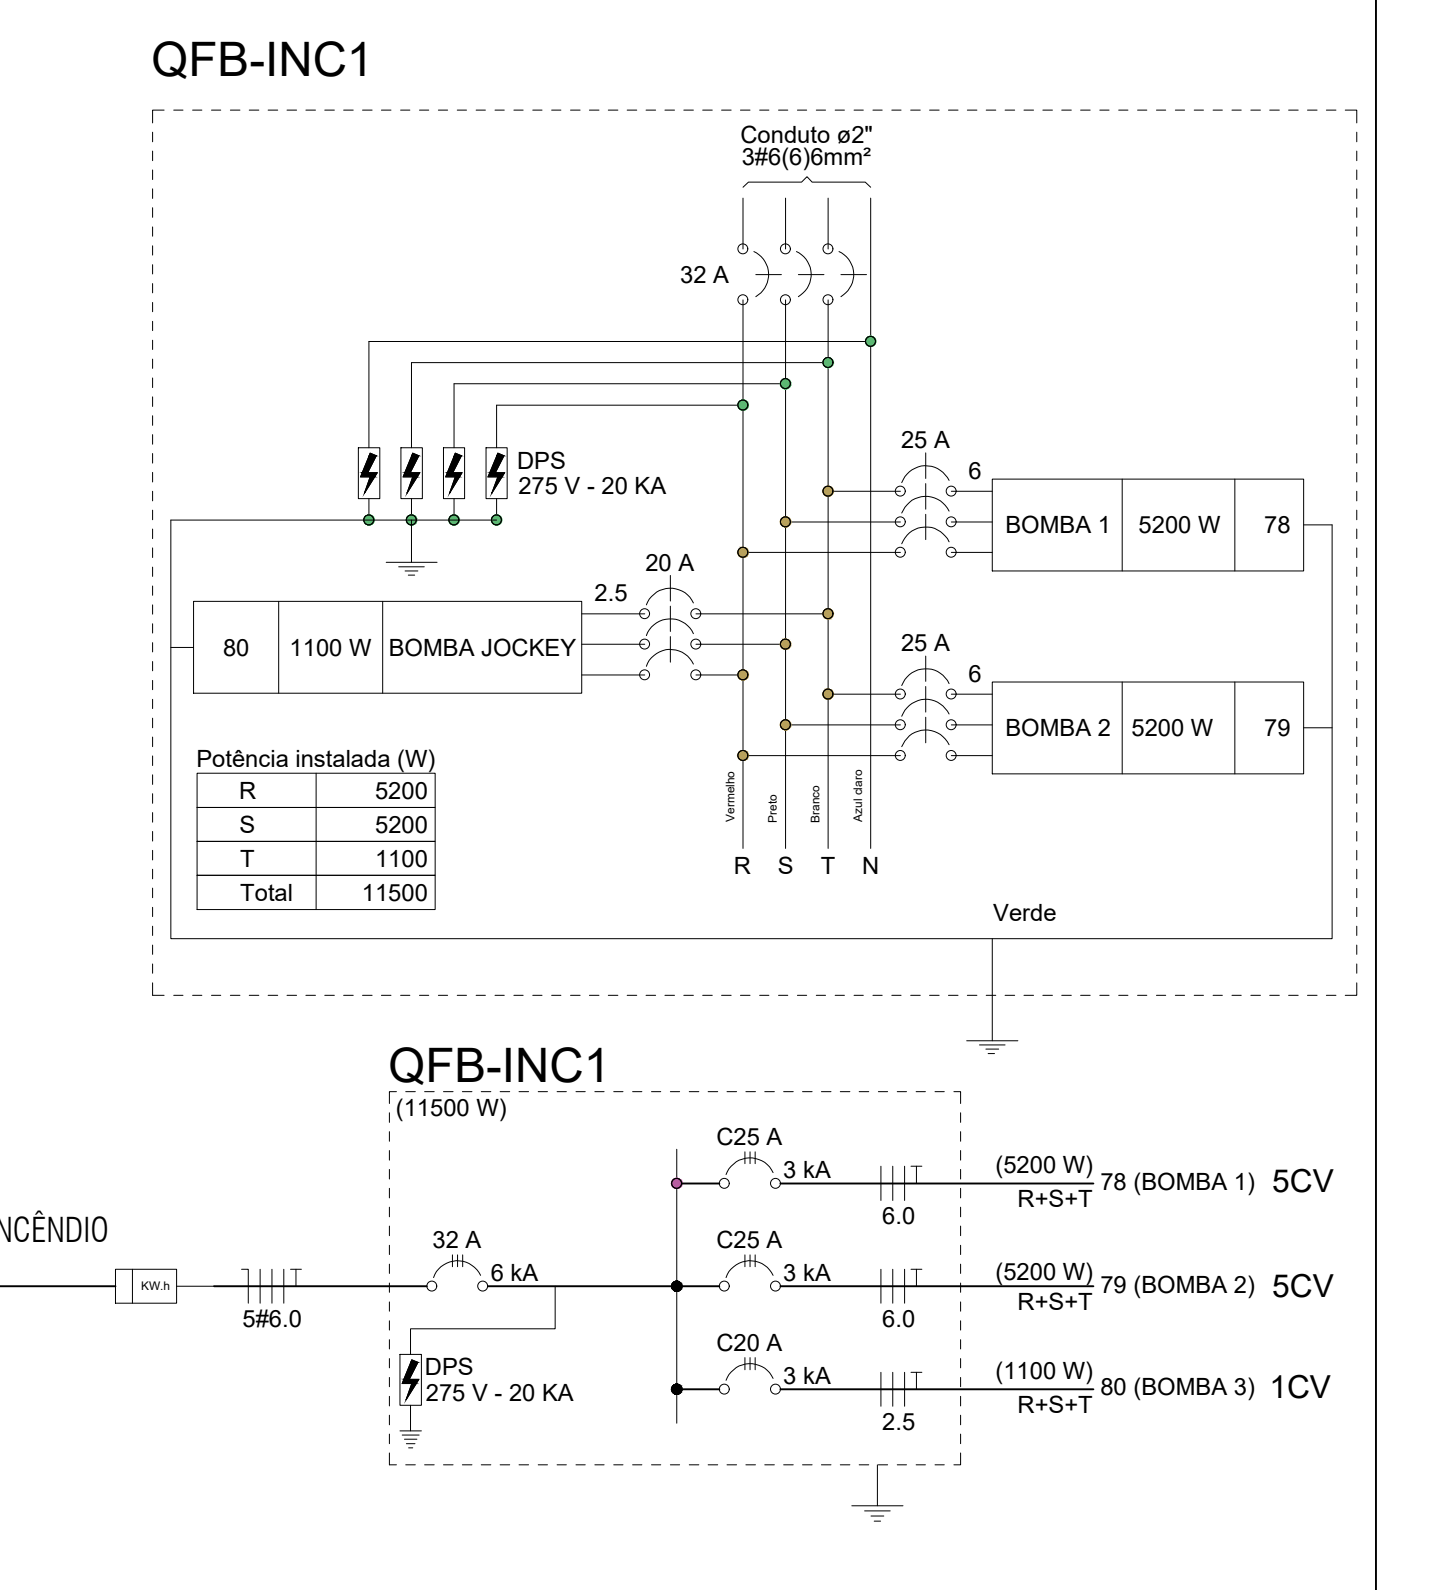 QFB-INC1
Conduto ø2"
3#6(6)6mm²
32 A
DPS
275 V - 20 KA
25 A
6
BOMBA 1 5200 W 78
20 A
2.5
80 1100 W BOMBA JOCKEY
25 A
6
BOMBA 2 5200 W 79
Potência instalada (W)
R 5200
S 5200
T 1100
Total 11500
Vermelho
Preto
Branco
Azul claro
R S T N
Verde
QFB-INC1
(11500 W)
C25 A
3 kA
6.0
(5200 W)
R+S+T
78 (BOMBA 1) 5CV
NCÊNDIO
KW.h
5#6.0
32 A
6 kA
C25 A
3 kA
6.0
(5200 W)
R+S+T
79 (BOMBA 2) 5CV
DPS
275 V - 20 KA
C20 A
3 kA
2.5
(1100 W)
R+S+T
80 (BOMBA 3) 1CV